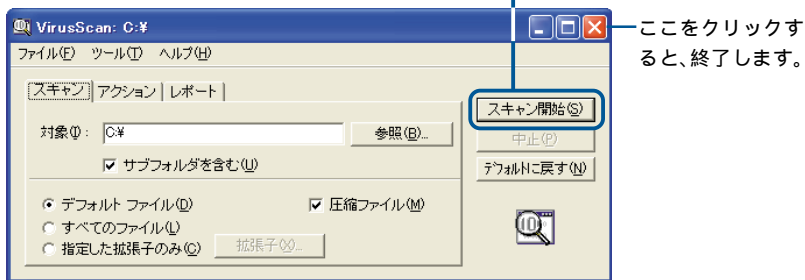 VirusScan: C:¥
ここをクリックす
ると、終了します。
ファイル(F) ツール(T) ヘルプ(H)
スキャン アクション レポート
スキャン開始(S)
対象(I): C:¥ 参照(B)...
中止(P)
サブフォルダを含む(U)
デフォルトに戻す(N)
デフォルト ファイル(D) 圧縮ファイル(M)
すべてのファイル(L)
指定した拡張子のみ(C) 拡張子(X)...